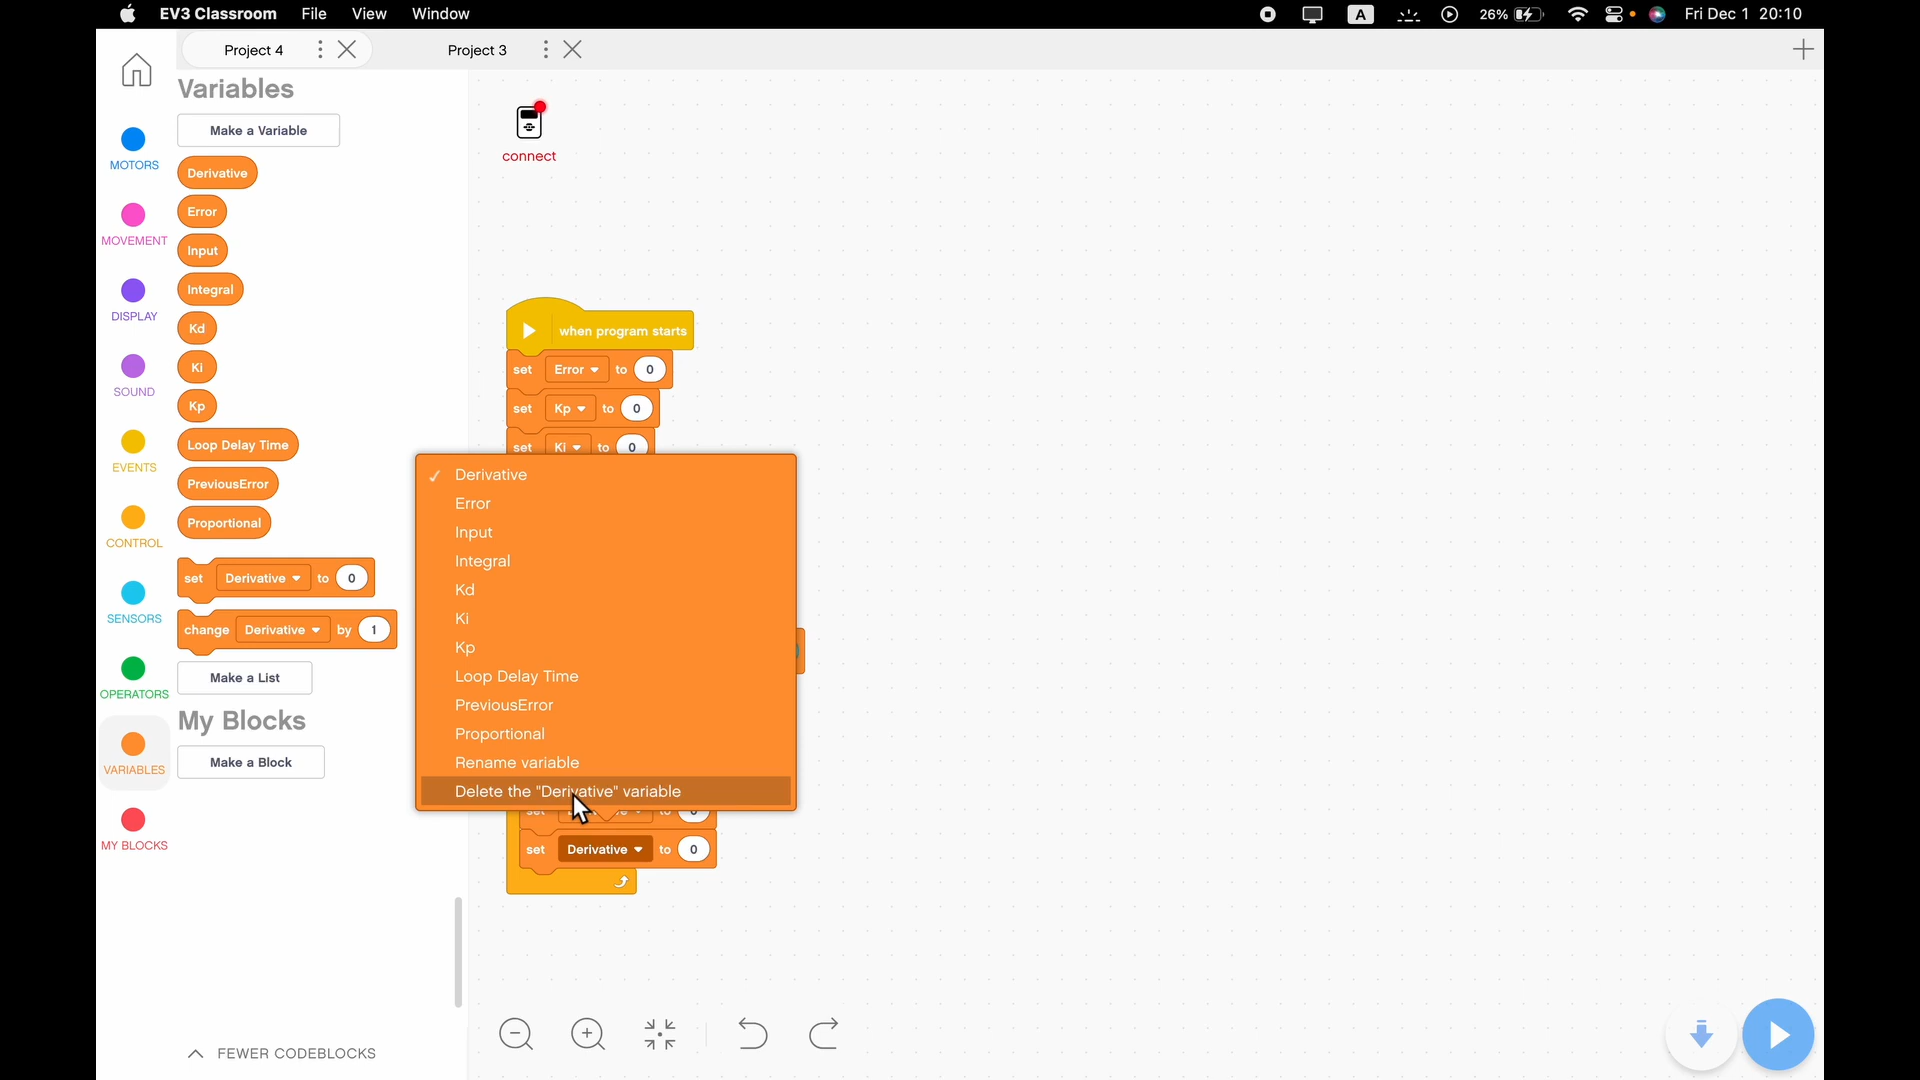 EV3 Classroom File View Window A 26% Fri Dec 1 20:10
Project 4 Project 3
Variables
Make a Variable
Derivative
Error
Input
Integral
Kd
Ki
Kp
Loop Delay Time
PreviousError
Proportional
set Derivative to 0
change Derivative by 1
Make a List
My Blocks
Make a Block
MOTORS
MOVEMENT
DISPLAY
SOUND
EVENTS
CONTROL
SENSORS
OPERATORS
VARIABLES
MY BLOCKS
FEWER CODEBLOCKS
connect
when program starts
set Error to 0
set Kp to 0
set Ki to 0
Derivative
Error
Input
Integral
Kd
Ki
Kp
Loop Delay Time
PreviousError
Proportional
Rename variable
Delete the "Derivative" variable
set Derivative to 0